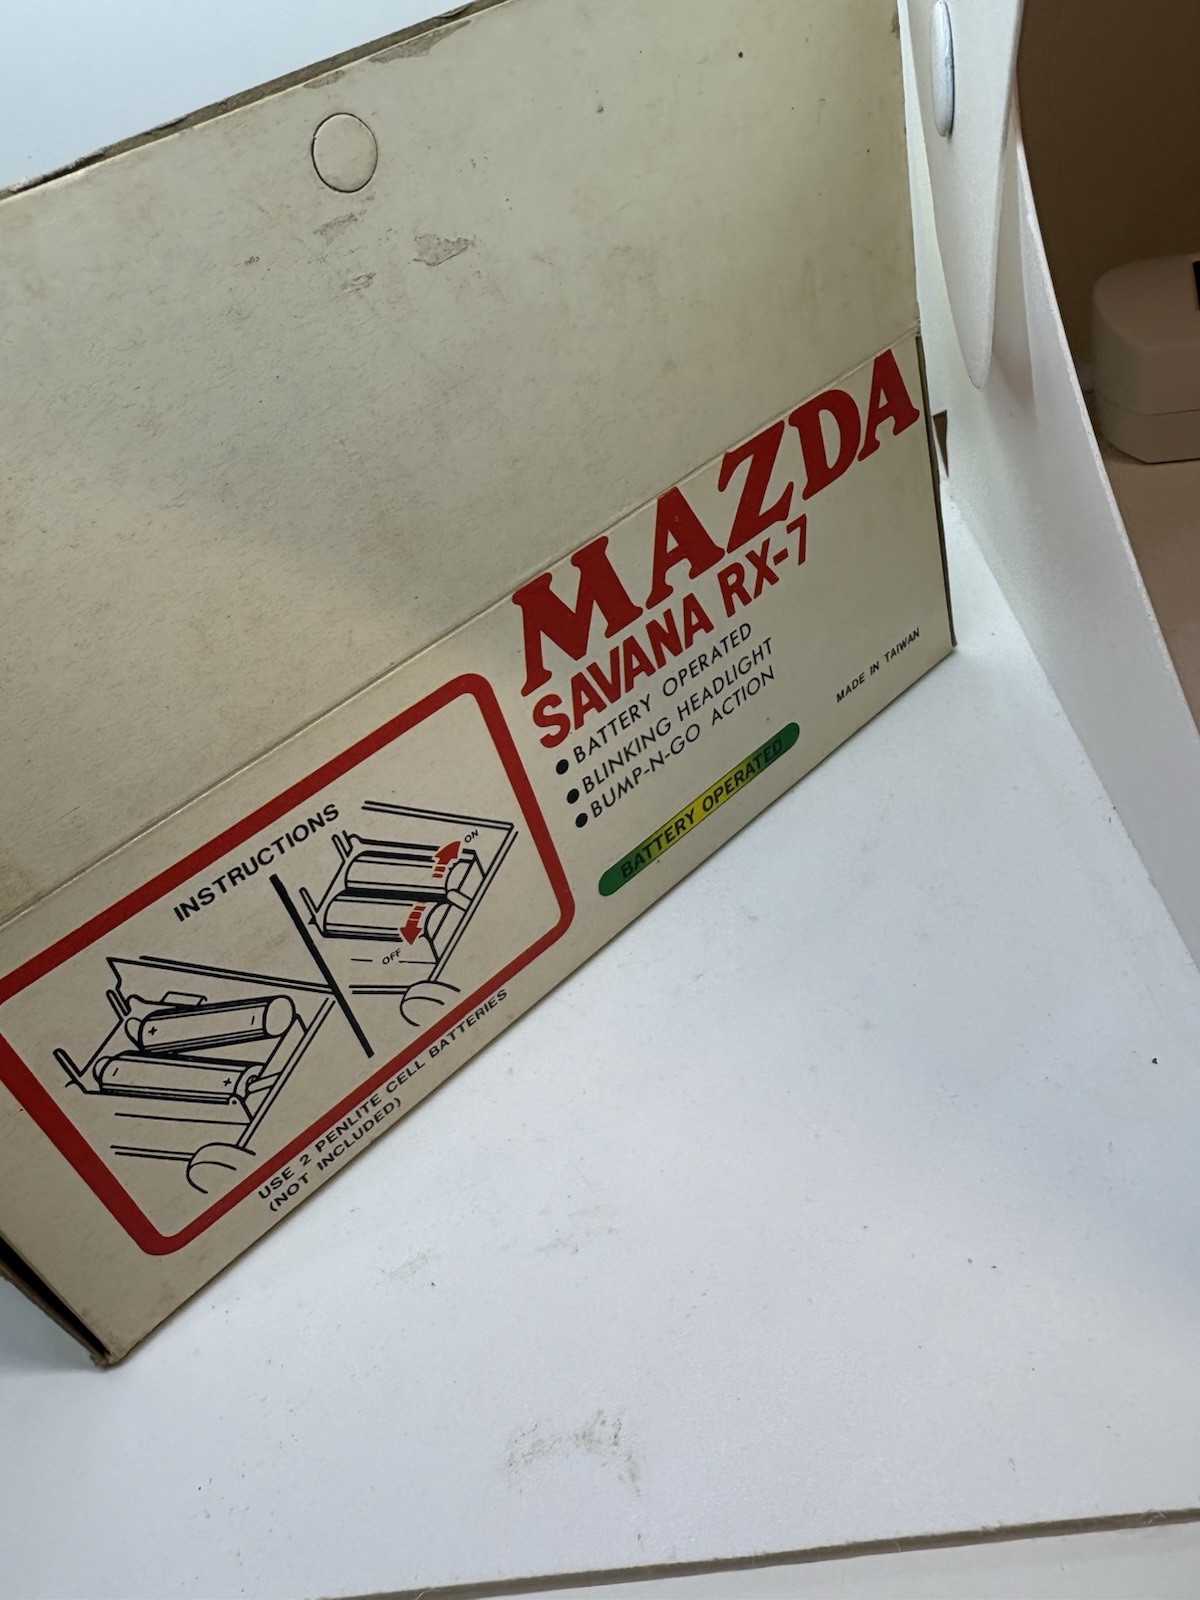 MAZDA
SAVANA RX-7
●BATTERY OPERATED
●BLINKING HEADLIGHT
●BUMP-N-GO ACTION
MADE IN TAIWAN
BATTERY OPERATED
INSTRUCTIONS
ON
OFF
+ -
- +
USE 2 PENLITE CELL BATTERIES
(NOT INCLUDED)